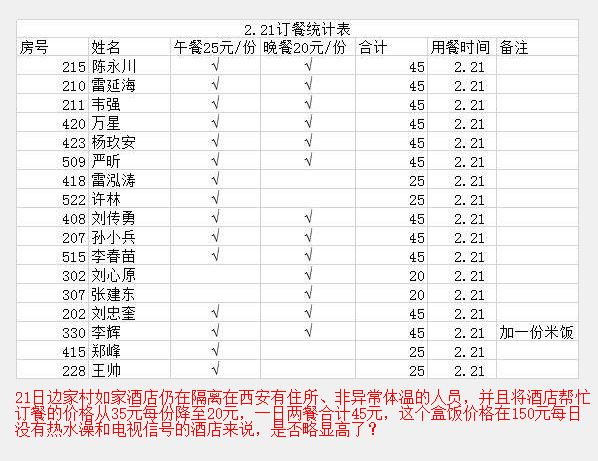 2.21订餐统计表
房号 姓名 午餐25元/份 晚餐20元/份 合计 用餐时间 备注
215 陈永川 √ √ 45 2.21
210 雷延海 √ √ 45 2.21
211 韦强 √ √ 45 2.21
420 万星 √ √ 45 2.21
423 杨玖安 √ √ 45 2.21
509 严昕 √ √ 45 2.21
418 雷泓涛 √ 25 2.21
522 许林 √ 25 2.21
408 刘传勇 √ √ 45 2.21
207 孙小兵 √ √ 45 2.21
515 李春苗 √ √ 45 2.21
302 刘心原 √ 20 2.21
307 张建东 √ 20 2.21
202 刘忠奎 √ √ 45 2.21
330 李辉 √ √ 45 2.21 加一份米饭
415 郑峰 √ 25 2.21
228 王帅 √ 25 2.21
21日边家村如家酒店仍在隔离在西安有住所、非异常体温的人员，并且将酒店帮忙
订餐的价格从35元每份降至20元，一日两餐合计45元，这个盒饭价格在150元每日
没有热水澡和电视信号的酒店来说，是否略显高了？